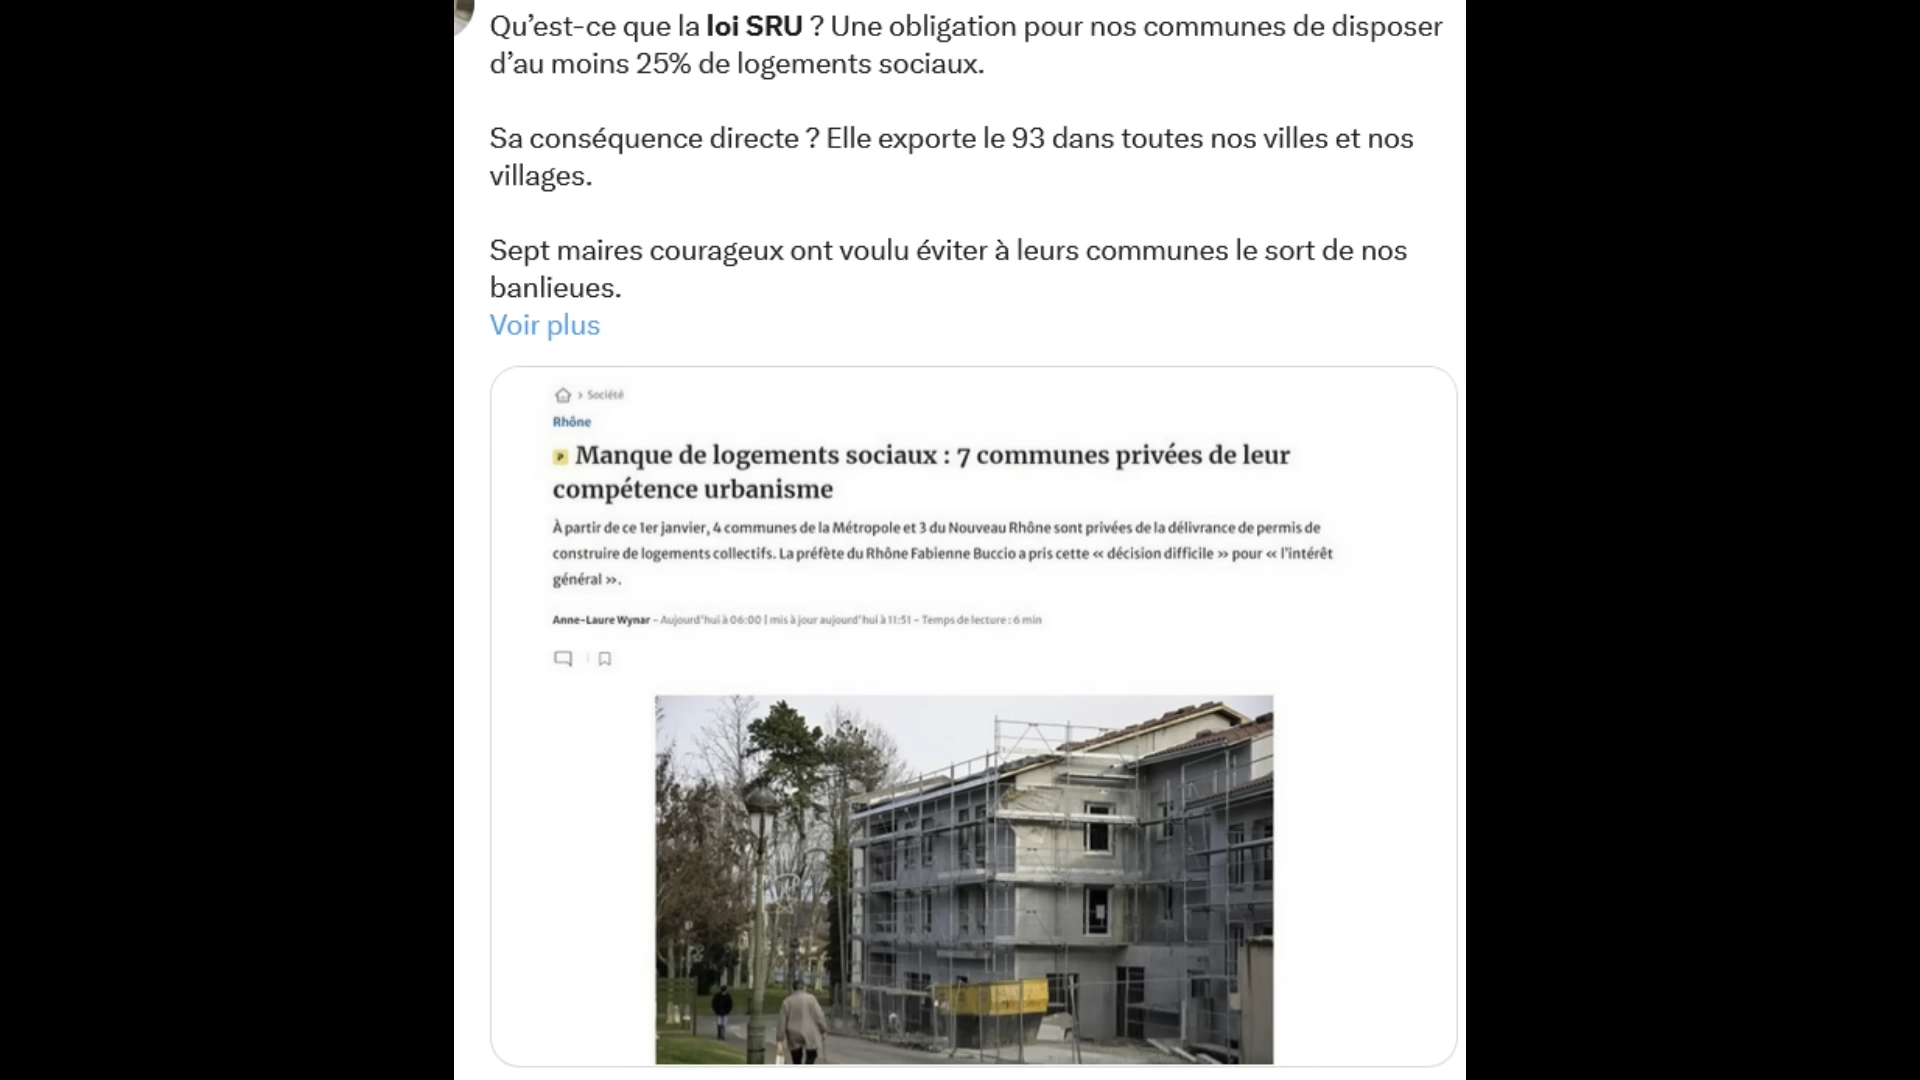 Qu’est-ce que la loi SRU ? Une obligation pour nos communes de disposer
d’au moins 25% de logements sociaux.
Sa conséquence directe ? Elle exporte le 93 dans toutes nos villes et nos
villages.
Sept maires courageux ont voulu éviter à leurs communes le sort de nos
banlieues.
Voir plus
> Société
Rhône
P Manque de logements sociaux : 7 communes privées de leur
compétence urbanisme
À partir de ce 1er janvier, 4 communes de la Métropole et 3 du Nouveau Rhône sont privées de la délivrance de permis de
construire de logements collectifs. La préfète du Rhône Fabienne Buccio a pris cette « décision difficile » pour « l'intérêt
général ».
Anne-Laure Wynar - Aujourd'hui à 06:00 | mis à jour aujourd'hui à 11:51 - Temps de lecture : 6 min